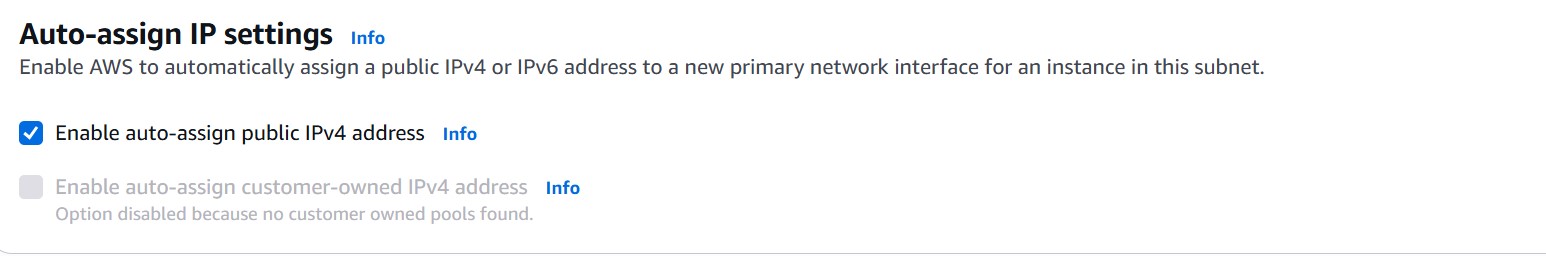 Auto-assign IP settings Info
Enable AWS to automatically assign a public IPv4 or IPv6 address to a new primary network interface for an instance in this subnet.
Enable auto-assign public IPv4 address Info
Enable auto-assign customer-owned IPv4 address Info
Option disabled because no customer owned pools found.